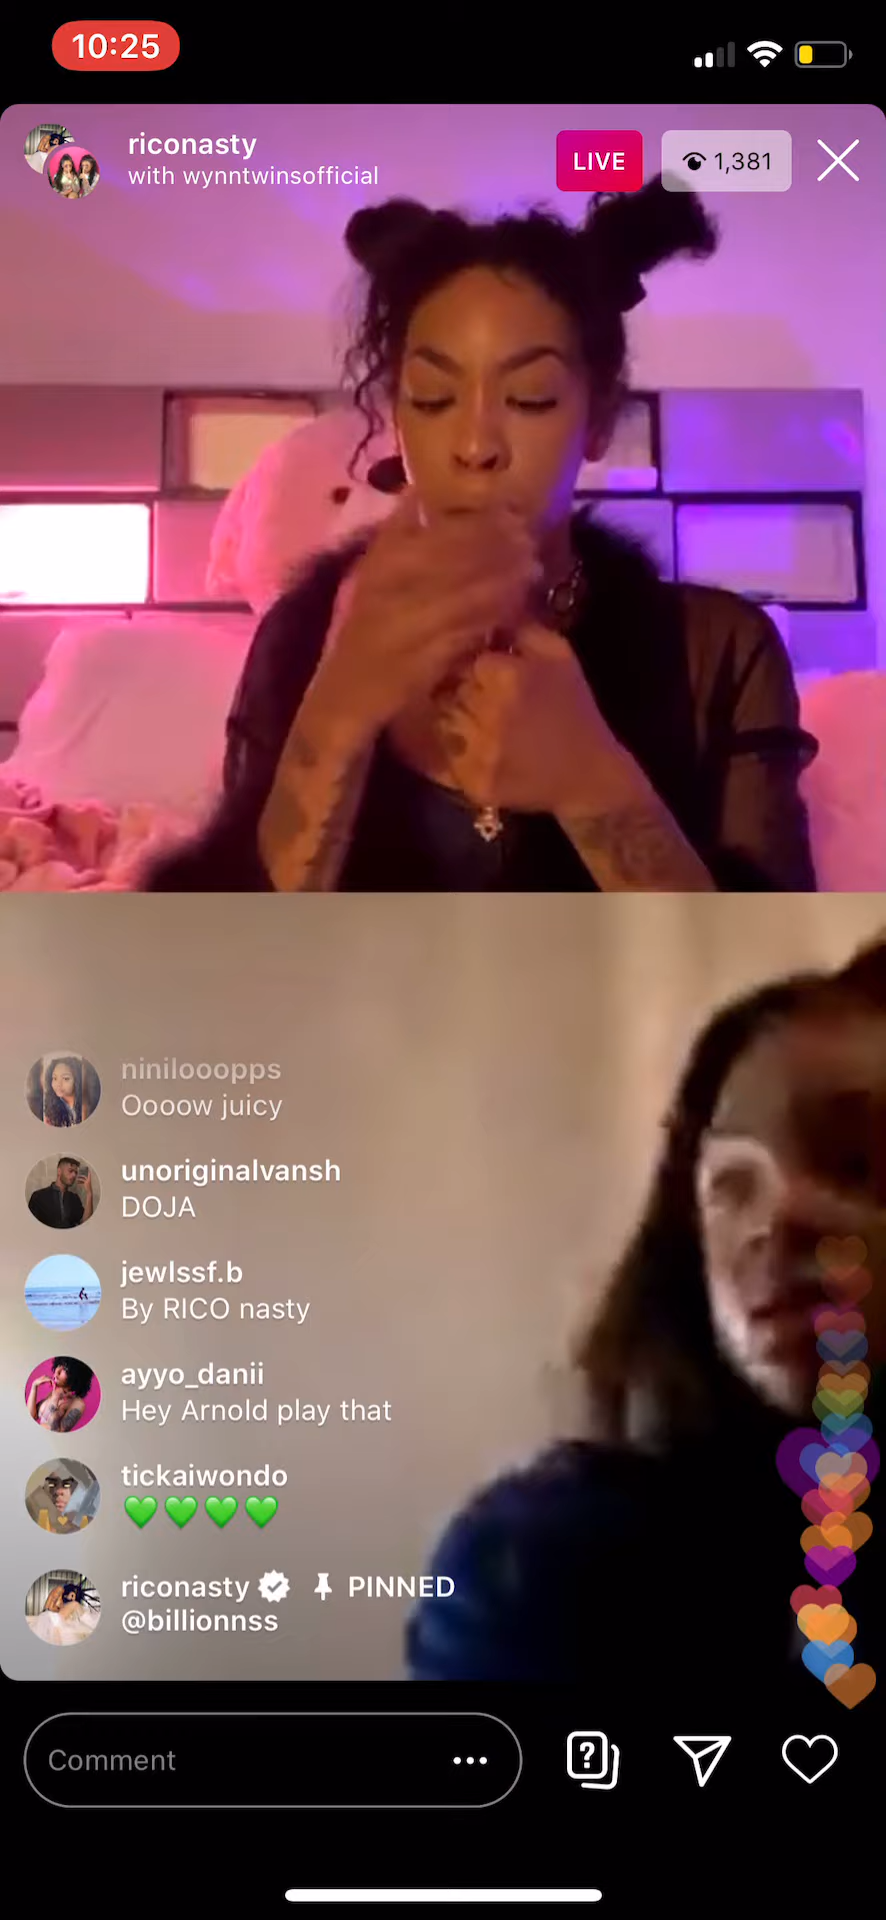 10:25
riconasty
with wynntwinsofficial
LIVE
1,381
ninilooopps
Oooow juicy
unoriginalvansh
DOJA
jewlssf.b
By RICO nasty
ayyo_danii
Hey Arnold play that
tickaiwondo
💚💚💚💚
riconasty PINNED
@billionnss
Comment